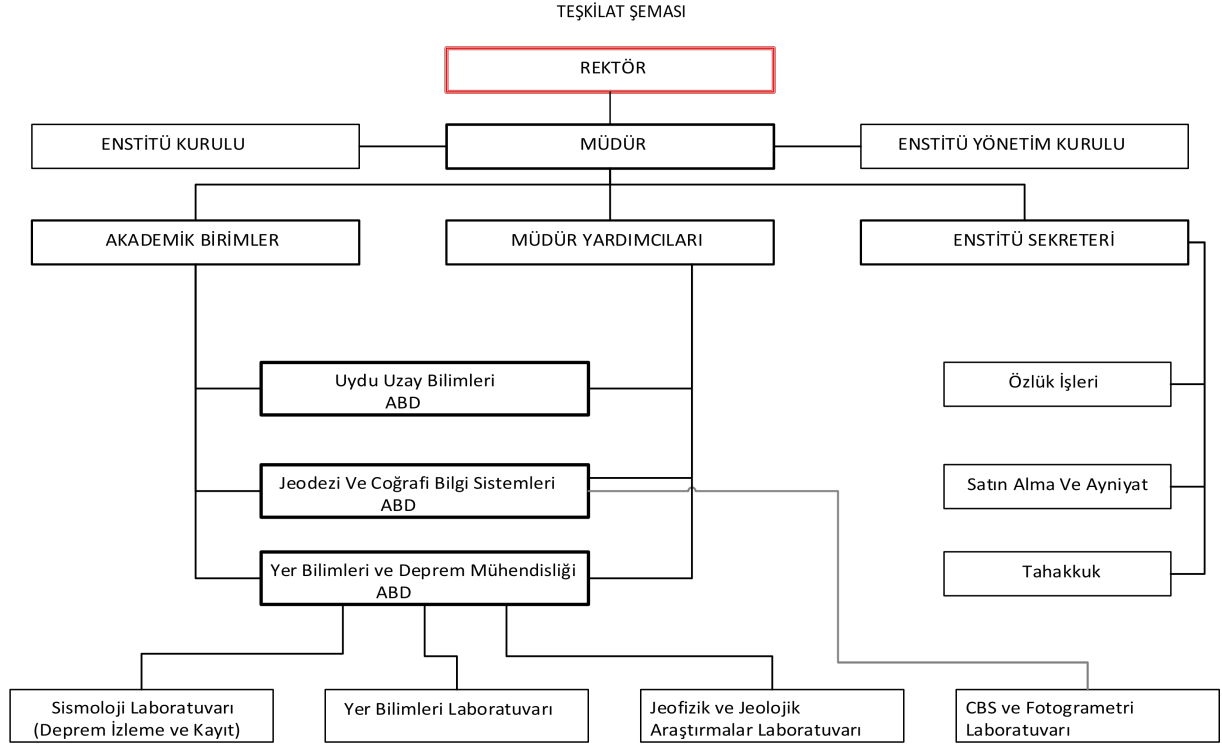 TEŞKİLAT ŞEMASI
REKTÖR
ENSTİTÜ KURULU
MÜDÜR
ENSTİTÜ YÖNETİM KURULU
AKADEMİK BİRİMLER
MÜDÜR YARDIMCILARI
ENSTİTÜ SEKRETERİ
Uydu Uzay Bilimleri
ABD
Özlük İşleri
Jeodezi Ve Coğrafi Bilgi Sistemleri
ABD
Satın Alma Ve Ayniyat
Yer Bilimleri ve Deprem Mühendisliği
ABD
Tahakkuk
Sismoloji Laboratuvarı
(Deprem İzleme ve Kayıt)
Yer Bilimleri Laboratuvarı
Jeofizik ve Jeolojik
Araştırmalar Laboratuvarı
CBS ve Fotogrametri
Laboratuvarı